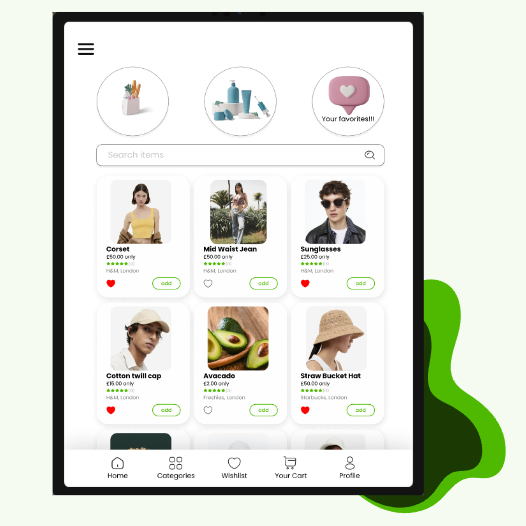 Your favorites!!!
Search items
Corset
£50.00 only
H&M, London
add
Mid Waist Jean
£50.00 only
H&M, London
add
Sunglasses
£25.00 only
H&M, London
add
Cotton twill cap
£15.00 only
H&M, London
add
Avacado
£2.00 only
Freshies, London
add
Straw Bucket Hat
£50.00 only
Starbucks, London
add
Home
Categories
Wishlist
Your Cart
Profile